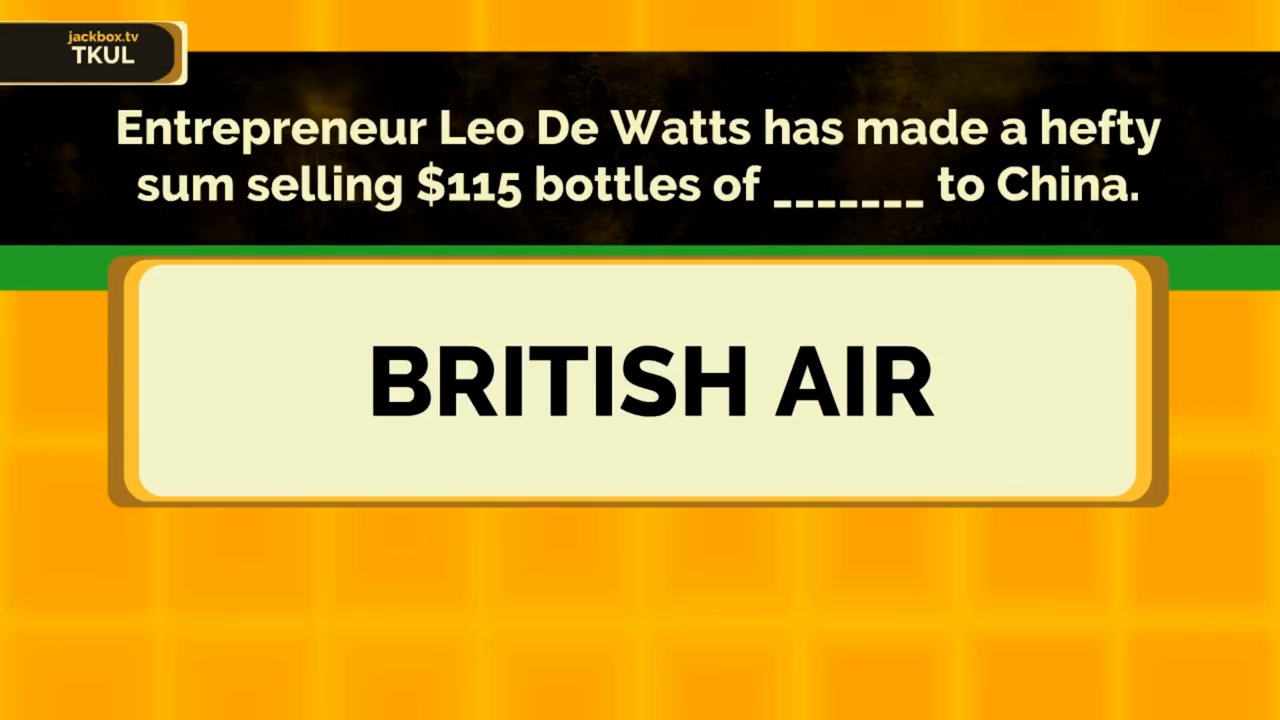 jackbox.tv
TKUL
Entrepreneur Leo De Watts has made a hefty
sum selling $115 bottles of _______ to China.
BRITISH AIR